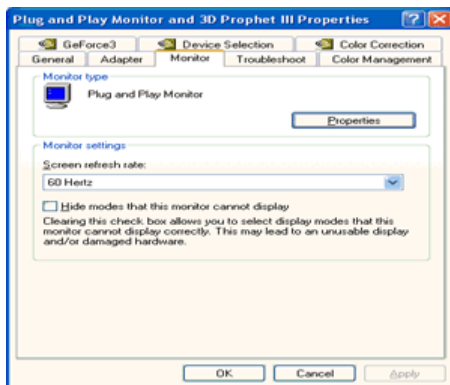 Plug and Play Monitor and 3D Prophet III Properties
GeForce3 Device Selection Color Correction
General Adapter Monitor Troubleshoot Color Management
Monitor type
Plug and Play Monitor
Properties
Monitor settings
Screen refresh rate:
60 Hertz
Hide modes that this monitor cannot display
Clearing this check box allows you to select display modes that this
monitor cannot display correctly. This may lead to an unusable display
and/or damaged hardware.
OK Cancel Apply